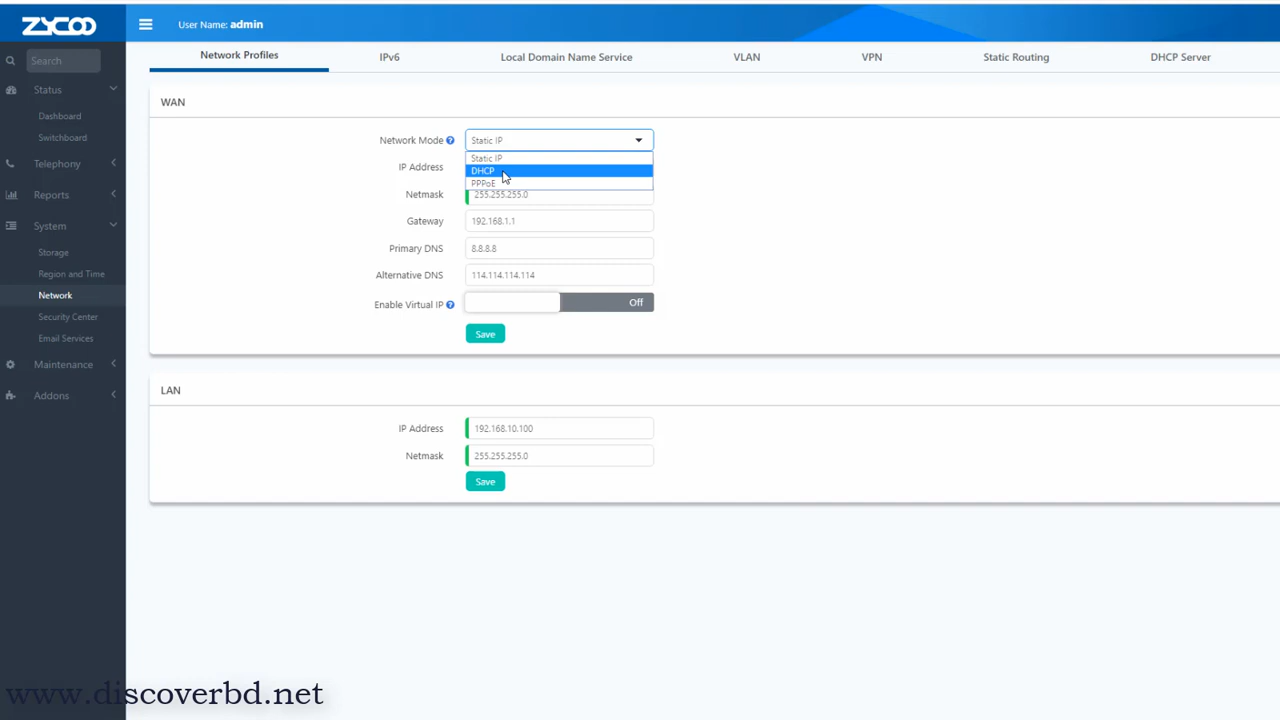 ZYCOO
User Name: admin
Search
Status
Dashboard
Switchboard
Telephony
Reports
System
Storage
Region and Time
Network
Security Center
Email Services
Maintenance
Addons
Network Profiles
IPv6
Local Domain Name Service
VLAN
VPN
Static Routing
DHCP Server
WAN
Network Mode ? Static IP
Static IP
DHCP
PPPoE
IP Address
Netmask 255.255.255.0
Gateway 192.168.1.1
Primary DNS 8.8.8.8
Alternative DNS 114.114.114.114
Enable Virtual IP ? Off
Save
LAN
IP Address 192.168.10.100
Netmask 255.255.255.0
Save
www.discoverbd.net